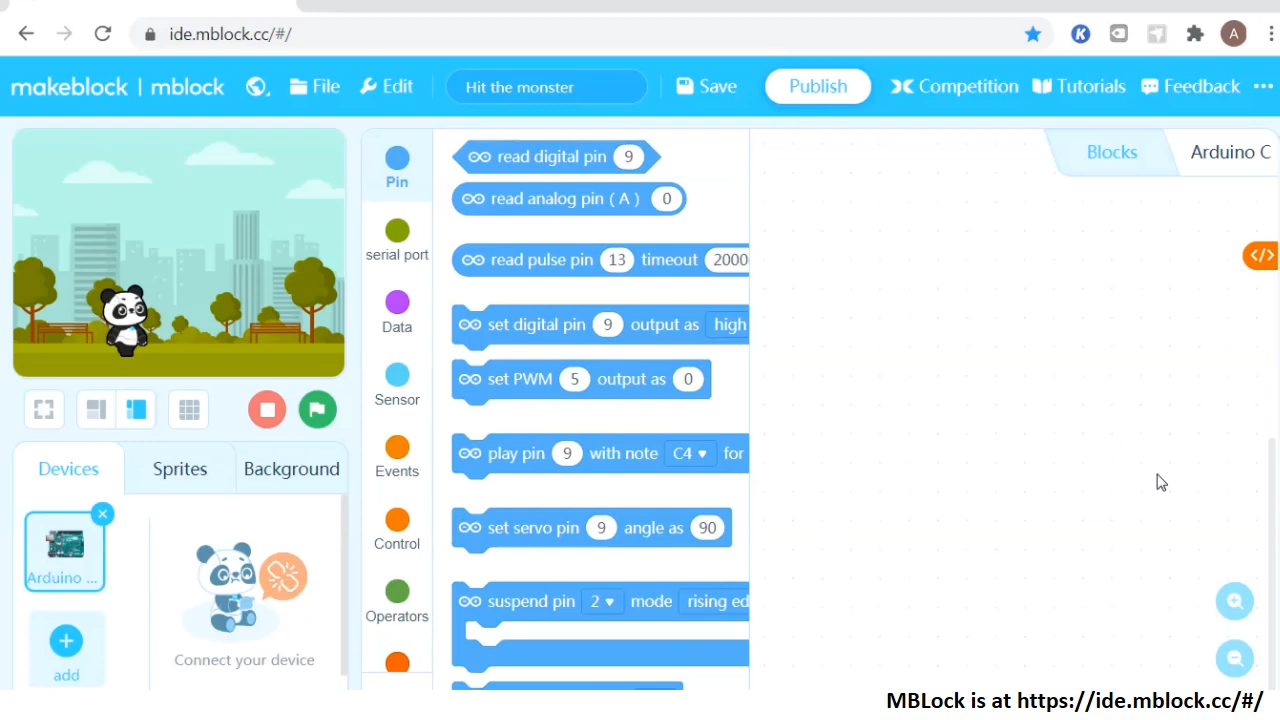 ide.mblock.cc/#/
K
A
makeblock | mblock
File
Edit
Hit the monster
Save
Publish
Competition
Tutorials
Feedback
Pin
serial port
Data
Sensor
Events
Control
Operators
read digital pin 9
read analog pin ( A ) 0
read pulse pin 13 timeout 2000
set digital pin 9 output as high
set PWM 5 output as 0
play pin 9 with note C4 for
set servo pin 9 angle as 90
suspend pin 2 mode rising ed
Blocks
Arduino C
</>
Devices
Sprites
Background
Arduino ...
add
Connect your device
MBLock is at https://ide.mblock.cc/#/